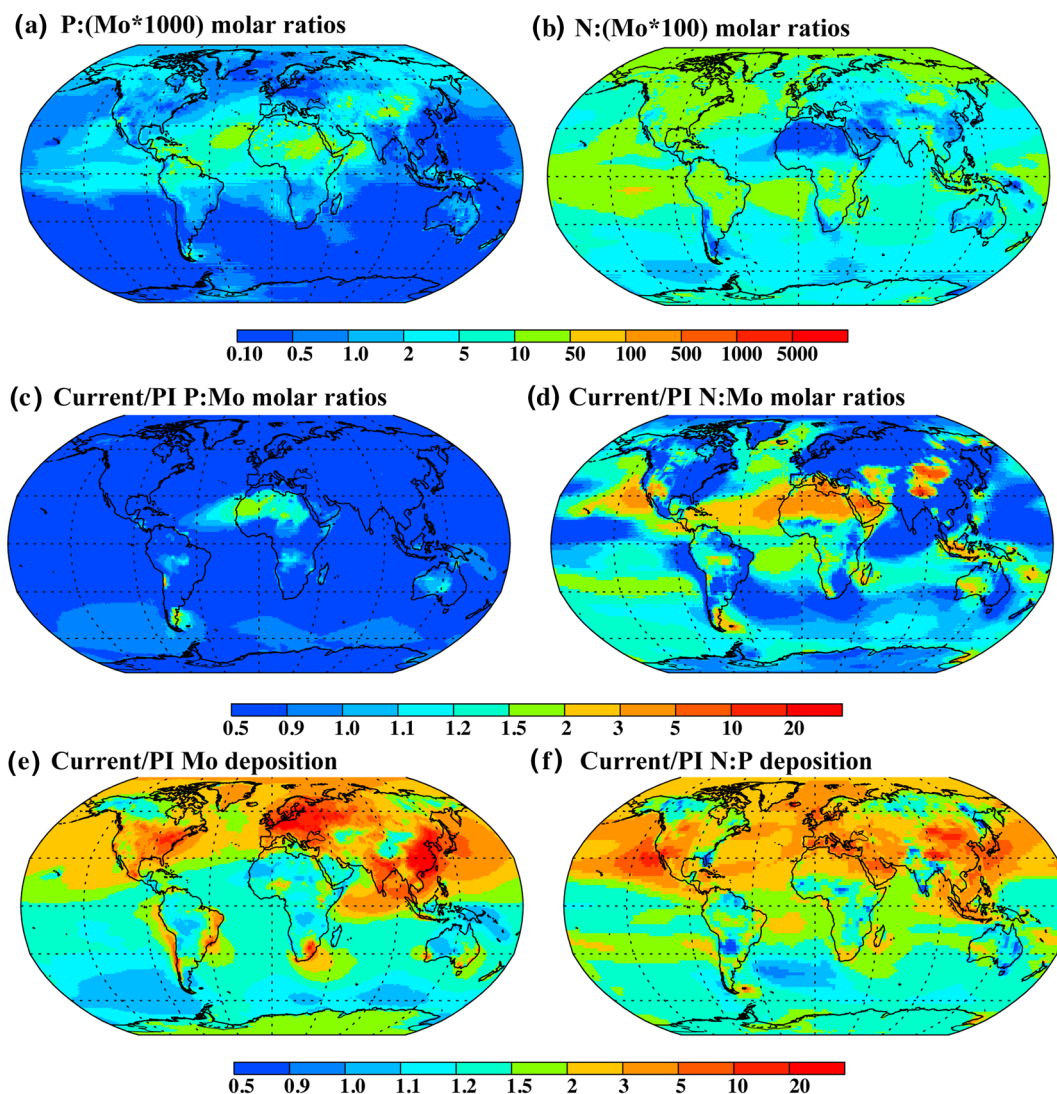 (a) P:(Mo*1000) molar ratios
(b) N:(Mo*100) molar ratios
0.10 0.5 1.0 2 5 10 50 100 500 1000 5000
(c) Current/PI P:Mo molar ratios
(d) Current/PI N:Mo molar ratios
0.5 0.9 1.0 1.1 1.2 1.5 2 3 5 10 20
(e) Current/PI Mo deposition
(f) Current/PI N:P deposition
0.5 0.9 1.0 1.1 1.2 1.5 2 3 5 10 20